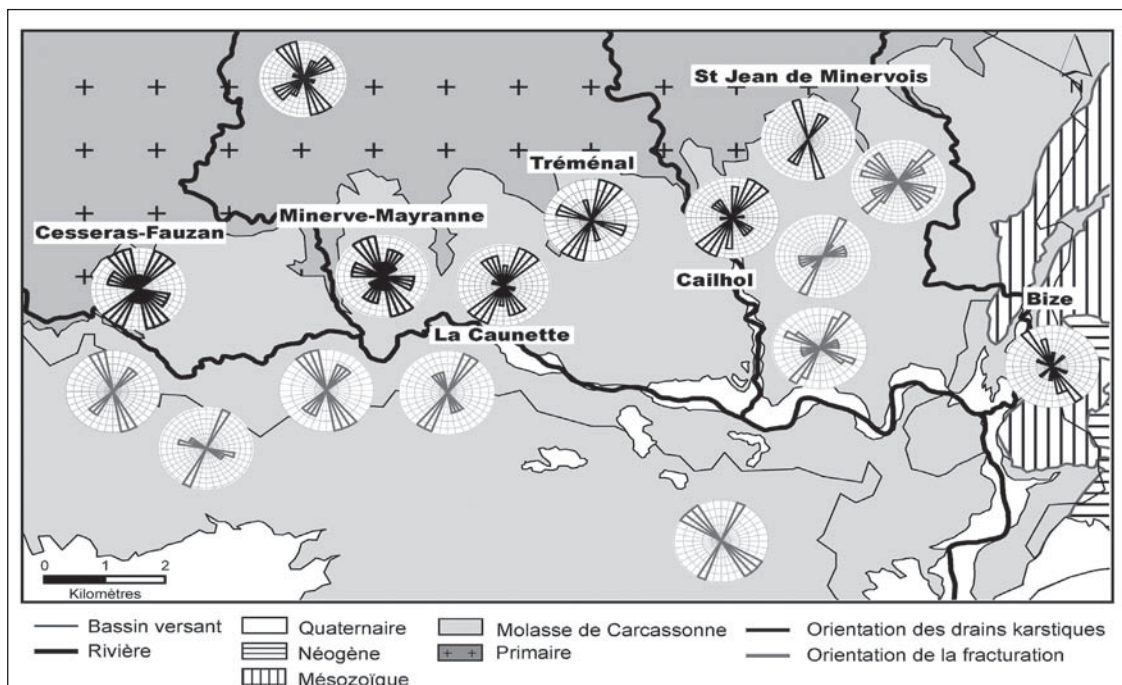 St Jean de Minervois
N
Tréménal
Minerve-Mayranne
Cesseras-Fauzan
Cailhol
Bize
La Caunette
0 1 2
Kilomètres
Bassin versant
Quaternaire
Molasse de Carcassonne
Orientation des drains karstiques
Rivière
Néogène
Primaire
Orientation de la fracturation
Mésozoïque